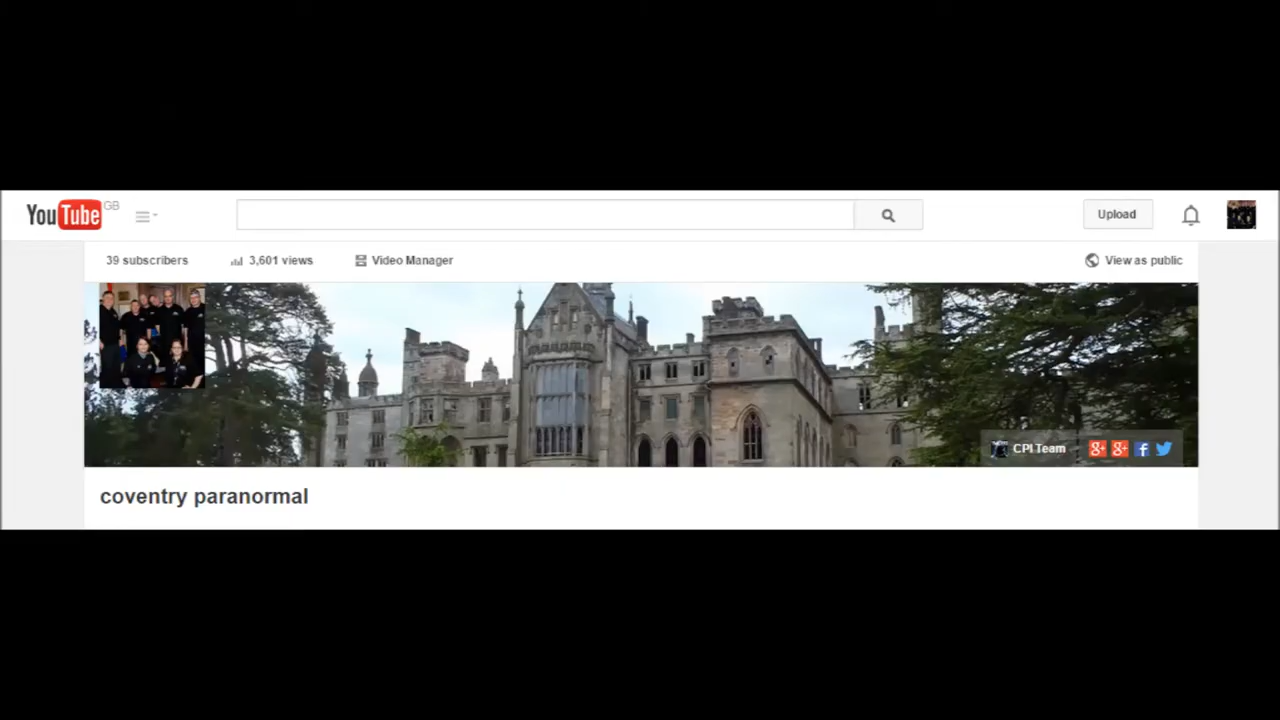 YouTube GB
Upload
39 subscribers 3,601 views Video Manager View as public
CPI Team
coventry paranormal